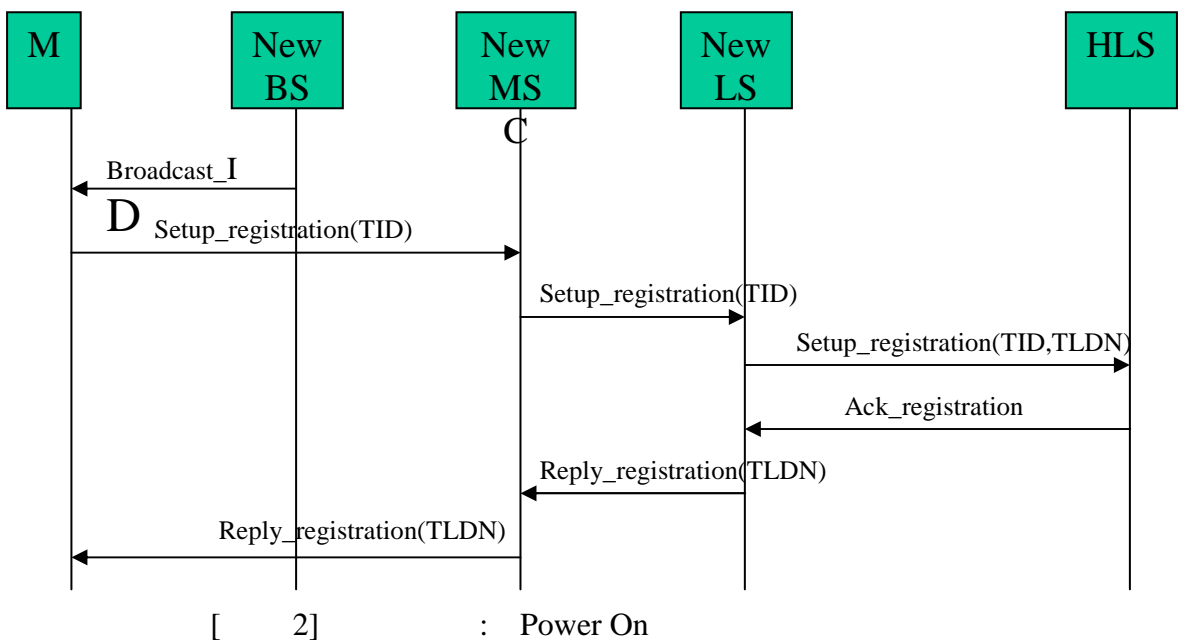 M
New
BS
New
MS
C
New
LS
HLS
Broadcast_I
D
Setup_registration(TID)
Setup_registration(TID)
Setup_registration(TID,TLDN)
Ack_registration
Reply_registration(TLDN)
Reply_registration(TLDN)
[ 2] : Power On